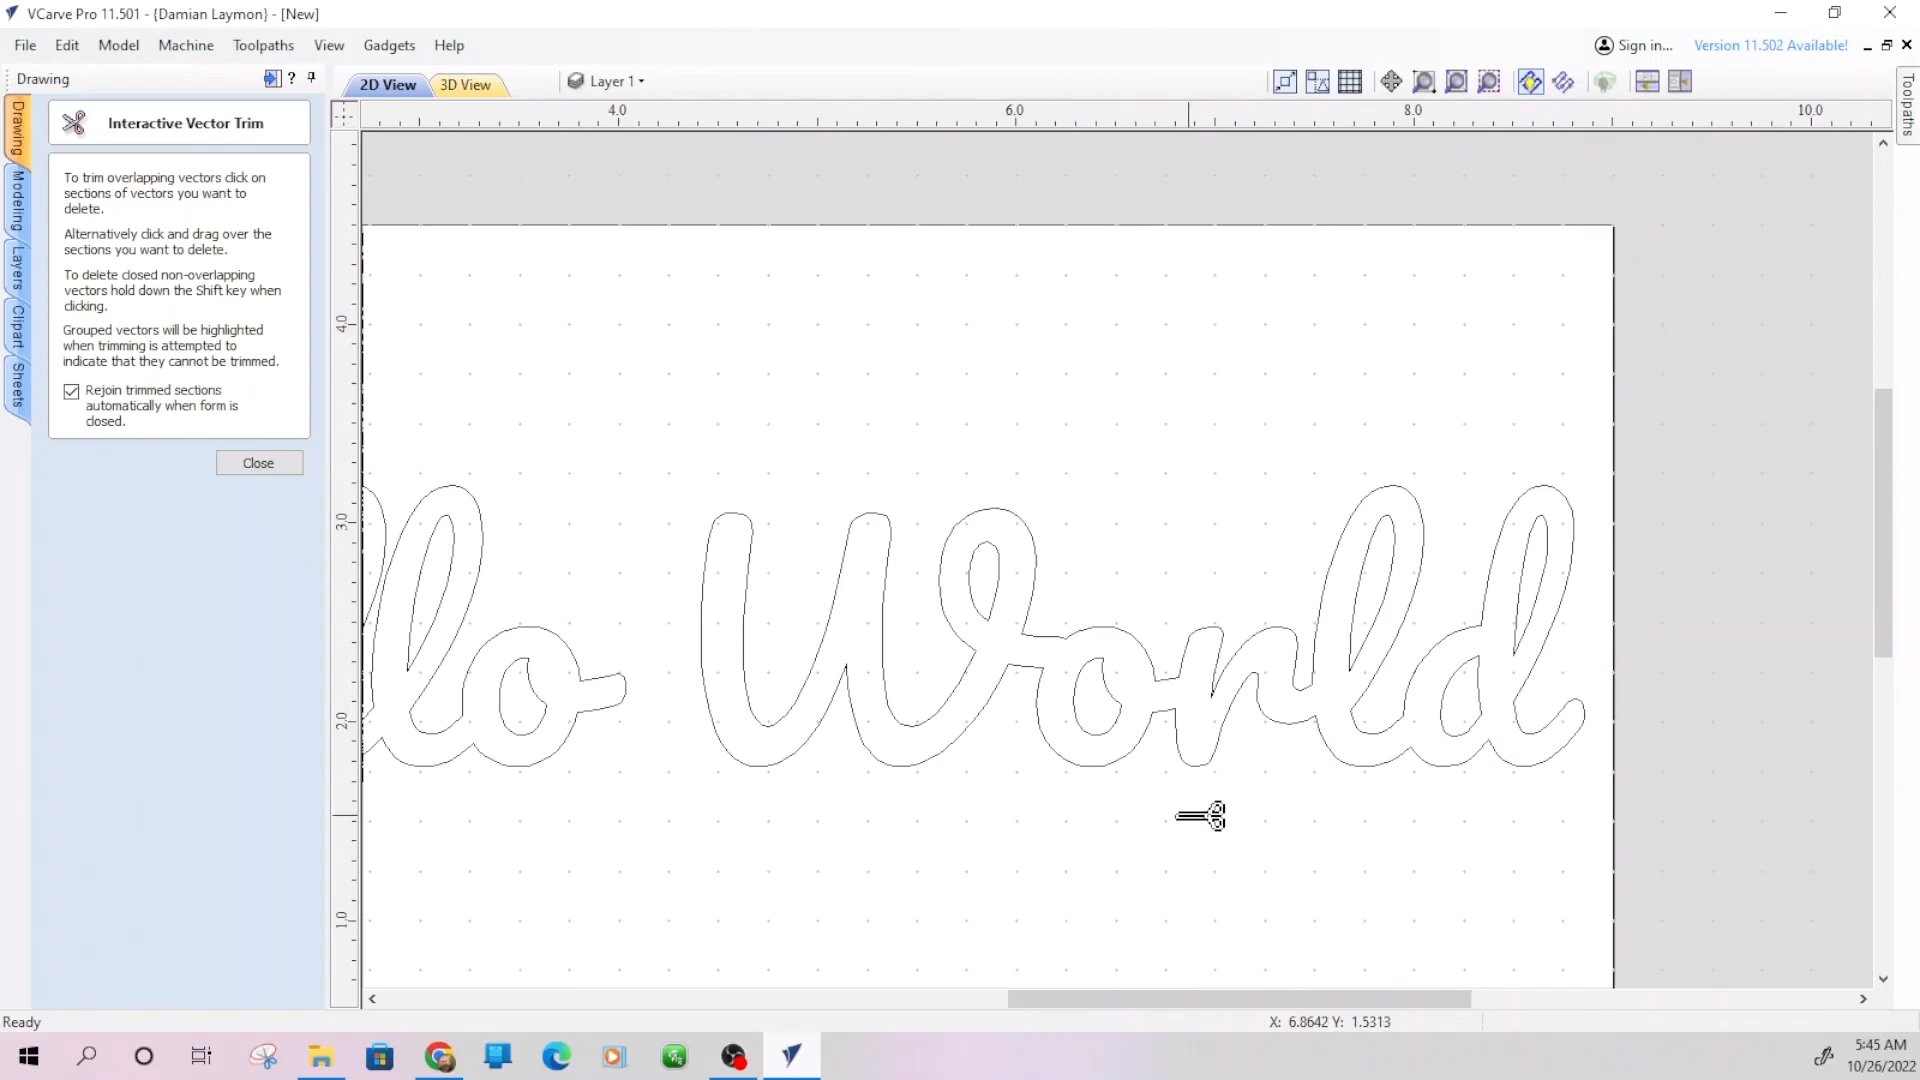 VCarve Pro 11.501 - {Damian Laymon} - [New]
File Edit Model Machine Toolpaths View Gadgets Help
Sign in... Version 11.502 Available!
Drawing
?
2D View 3D View Layer 1
Toolpaths
Drawing
Modeling
Layers
Clipart
Sheets
Interactive Vector Trim
To trim overlapping vectors click on
sections of vectors you want to
delete.
Alternatively click and drag over the
sections you want to delete.
To delete closed non-overlapping
vectors hold down the Shift key when
clicking.
Grouped vectors will be highlighted
when trimming is attempted to
indicate that they cannot be trimmed.
Rejoin trimmed sections
automatically when form is
closed.
Close
4.0 6.0 8.0 10.0
4.0
3.0
2.0
1.0
lo World
Ready
X: 6.8642 Y: 1.5313
5:45 AM
10/26/2022